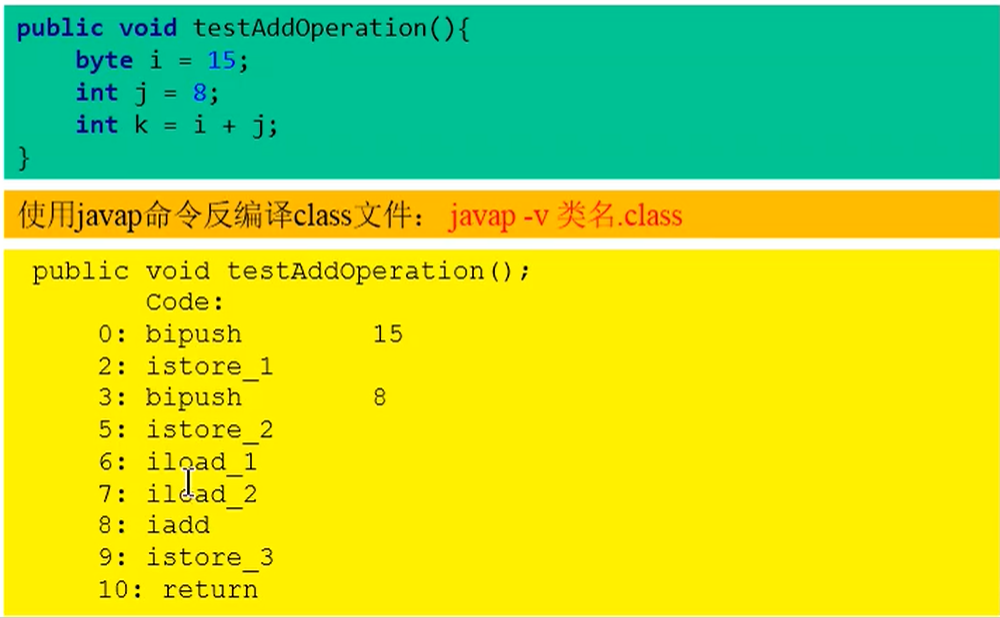 public void testAddOperation(){
    byte i = 15;
    int j = 8;
    int k = i + j;
}
使用javap命令反编译class文件： javap -v 类名.class
public void testAddOperation();
Code:
0: bipush 15
2: istore_1
3: bipush 8
5: istore_2
6: iload_1
7: iload_2
8: iadd
9: istore_3
10: return